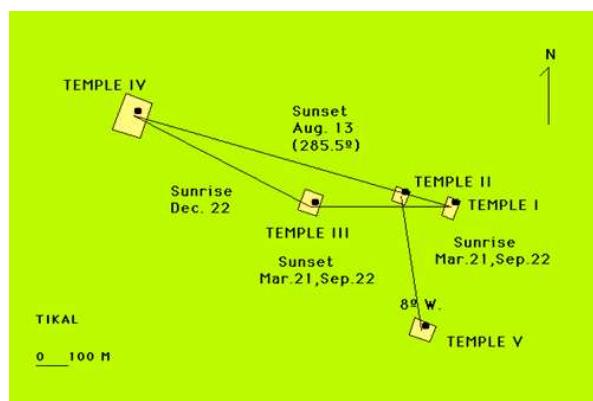 N
TEMPLE IV
Sunset
Aug. 13
(285.5º)
TEMPLE II
Sunrise
Dec. 22
TEMPLE I
TEMPLE III
Sunrise
Mar.21,Sep.22
Sunset
Mar.21,Sep.22
8º W.
TIKAL
TEMPLE V
0 100 M